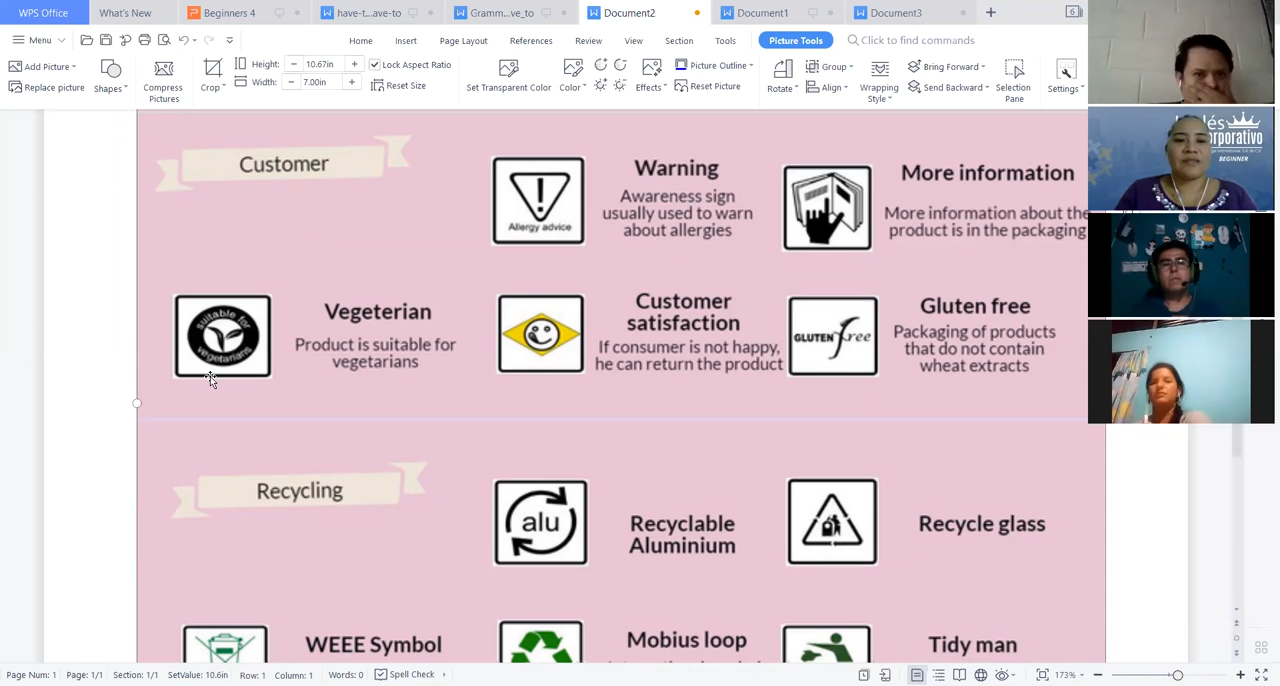 WPS Office What's New Beginners 4 have-t...ave-to Gramm...ve_to Document2 Document1 Document3 6
Menu Home Insert Page Layout References Review View Section Tools Picture Tools Click to find commands
Add Picture Height: 10.67in Lock Aspect Ratio Picture Outline Group Bring Forward
Replace picture Shapes Compress Pictures Crop Width: 7.00in Reset Size Set Transparent Color Color Effects Reset Picture Rotate Align Wrapping Style Send Backward Selection Pane Settings
Customer
Allergy advice
Warning
Awareness sign
usually used to warn
about allergies
More information
More information about the
product is in the packaging
suitable for vegetarians
Vegeterian
Product is suitable for
vegetarians
Customer
satisfaction
If consumer is not happy,
he can return the product
GLUTEN free
Gluten free
Packaging of products
that do not contain
wheat extracts
Recycling
alu
Recyclable
Aluminium
Recycle glass
WEEE Symbol
Mobius loop
Tidy man
BEGINNER
Page Num: 1 Page: 1/1 Section: 1/1 SetValue: 10.6in Row: 1 Column: 1 Words: 0 Spell Check 173%